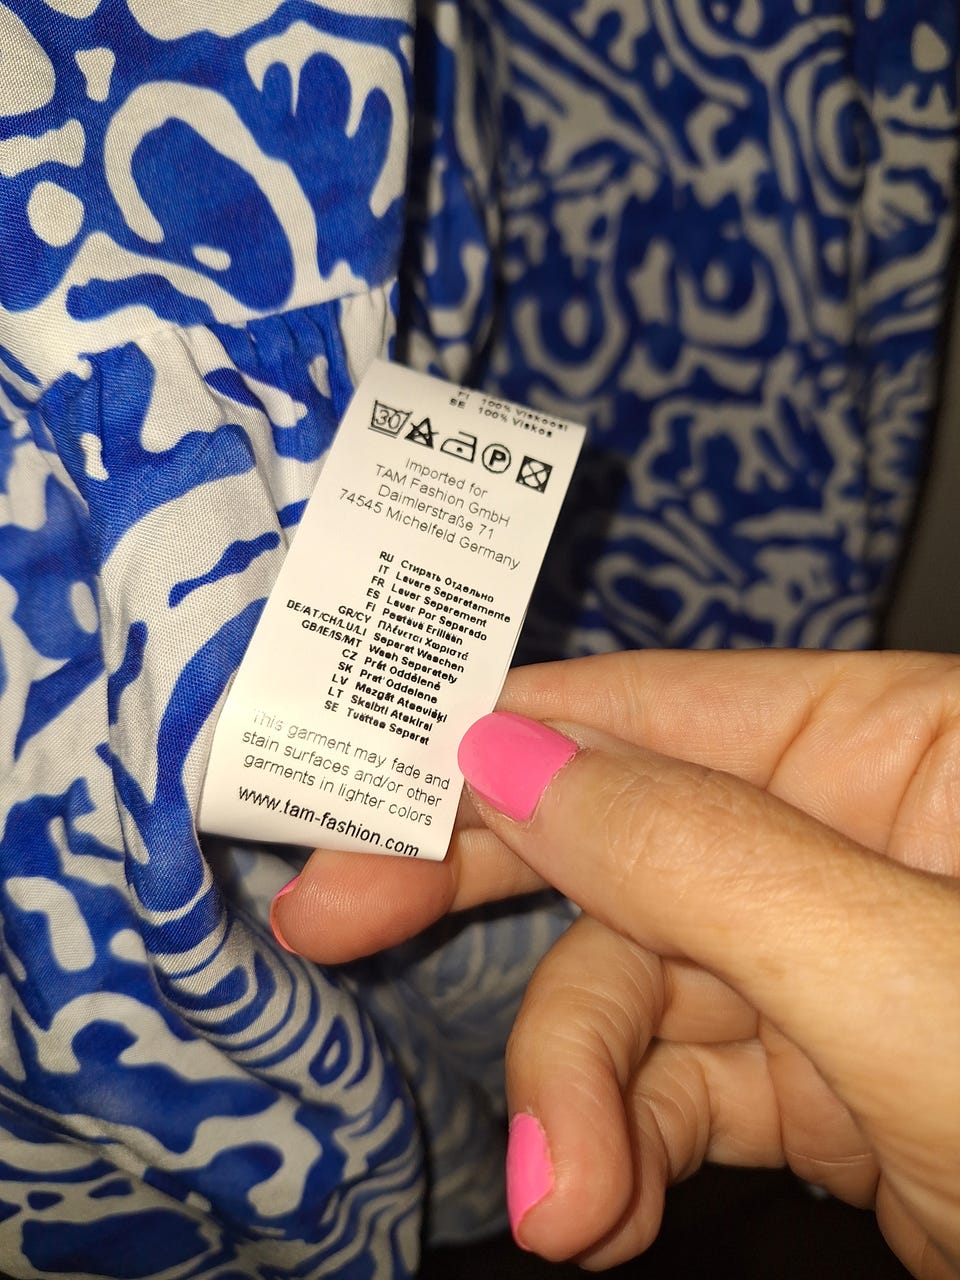 FI 100% Viskoosi
SE 100% Viskos
30 P
Imported for
TAM Fashion GmbH
Daimlerstraße 71
74545 Michelfeld Germany
RU Стирать Отдельно
IT Lavare Separatamente
FR Laver Separement
ES Lavar Por Separado
FI Pestävä Erillään
GR/CY Πλένεται Χωριστά
DE/AT/CH/LU/LI Separat Waschen
GB/IE/IS/MT Wash Separately
CZ Prát Oddéleně
SK Prat' Oddelene
LV Mazgāt Atsevišķi
LT Skalbti Atskirai
SE Tvättas Separat
This garment may fade and
stain surfaces and/or other
garments in lighter colors
www.tam-fashion.com